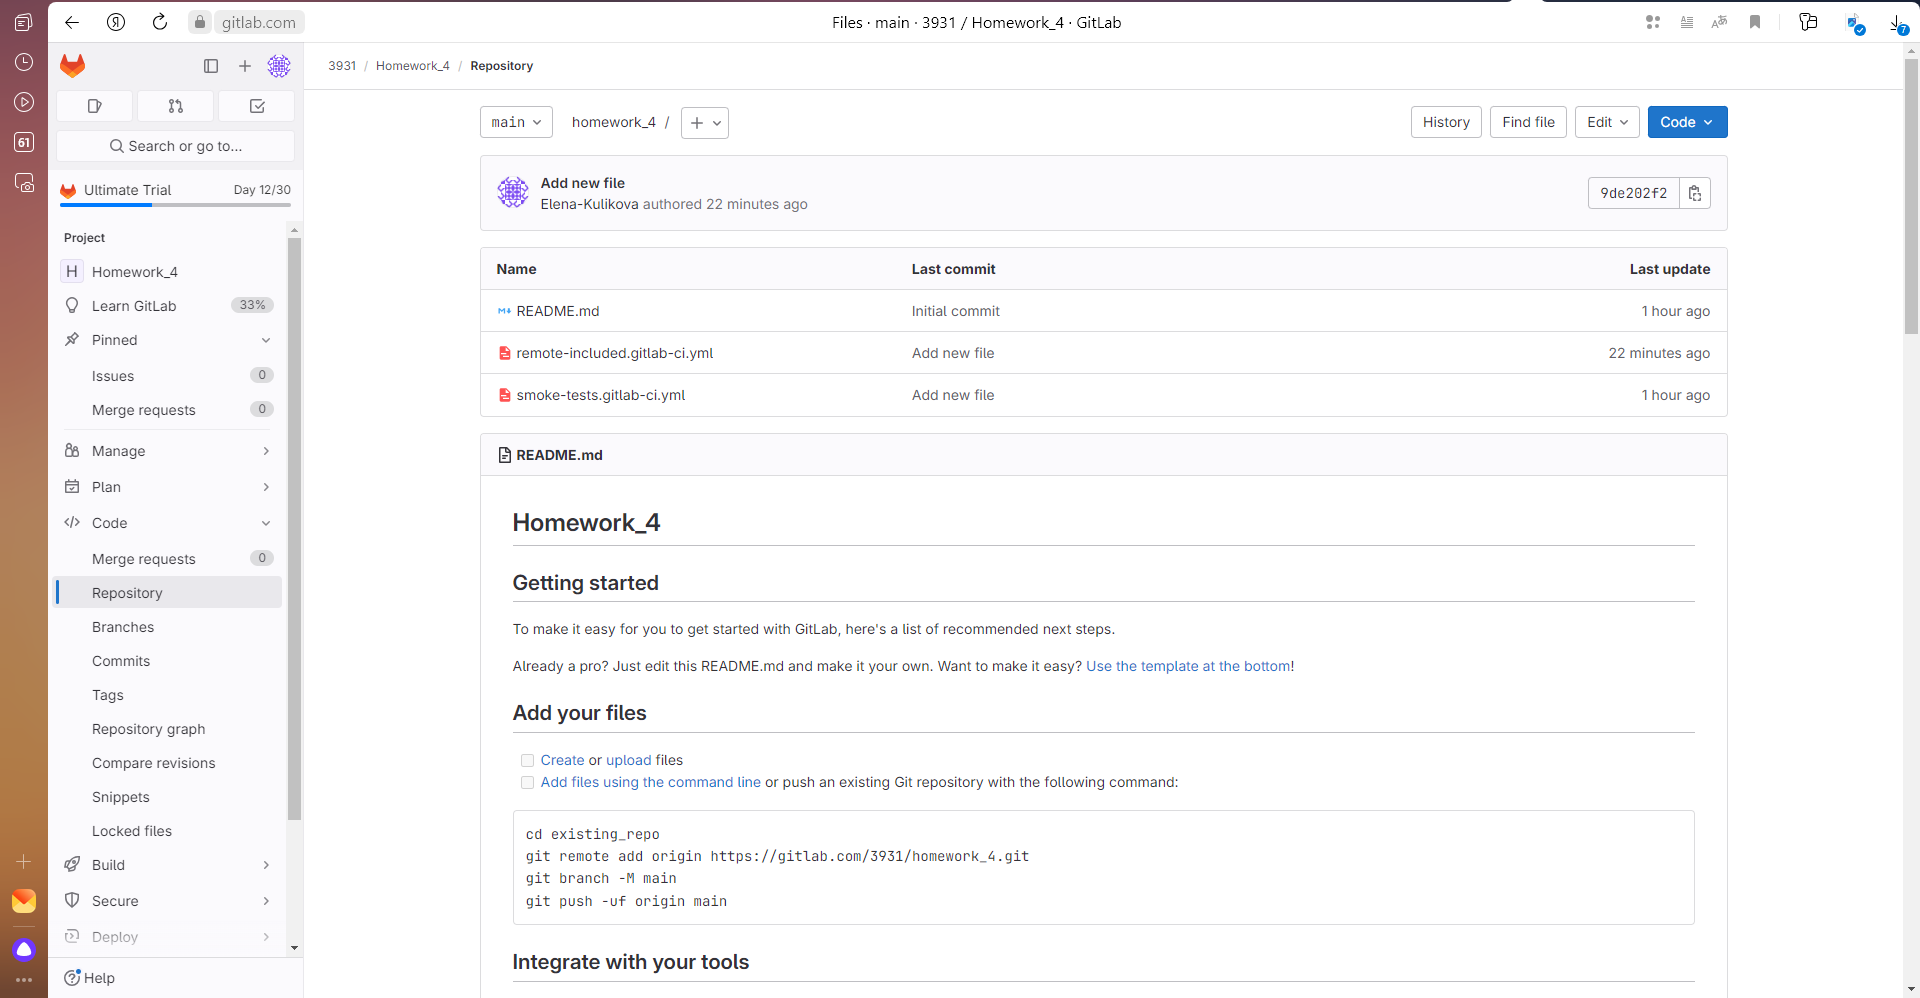 gitlab.com
Files · main · 3931 / Homework_4 · GitLab
7
61
3931 / Homework_4 / Repository
Search or go to...
Ultimate Trial Day 12/30
Project
H Homework_4
Learn GitLab 33%
Pinned
Issues 0
Merge requests 0
Manage
Plan
Code
Merge requests 0
Repository
Branches
Commits
Tags
Repository graph
Compare revisions
Snippets
Locked files
Build
Secure
Deploy
Help
main homework_4 / +
History Find file Edit Code
Add new file
Elena-Kulikova authored 22 minutes ago
9de202f2
Name Last commit Last update
README.md Initial commit 1 hour ago
remote-included.gitlab-ci.yml Add new file 22 minutes ago
smoke-tests.gitlab-ci.yml Add new file 1 hour ago
README.md
Homework_4
Getting started
To make it easy for you to get started with GitLab, here's a list of recommended next steps.
Already a pro? Just edit this README.md and make it your own. Want to make it easy? Use the template at the bottom!
Add your files
Create or upload files
Add files using the command line or push an existing Git repository with the following command:
cd existing_repo
git remote add origin https://gitlab.com/3931/homework_4.git
git branch -M main
git push -uf origin main
Integrate with your tools